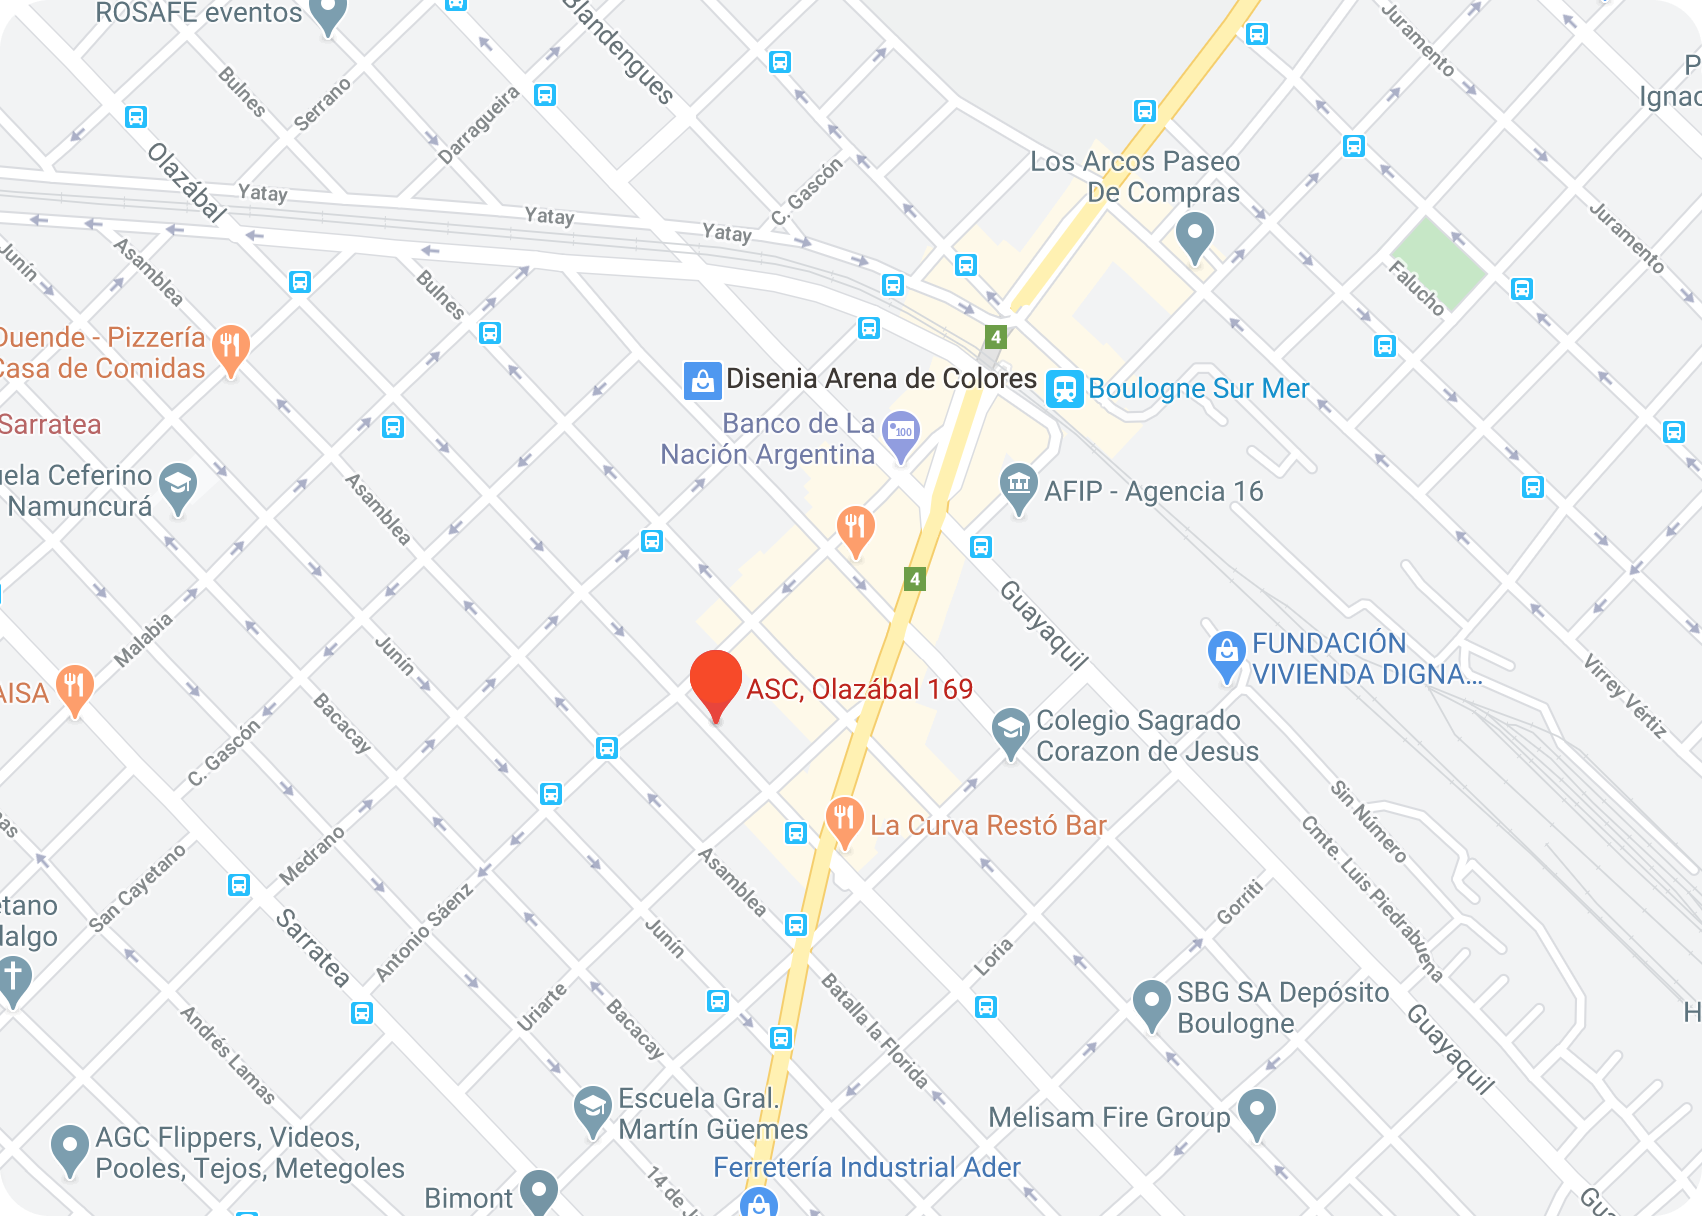 ROSAFE eventos
Blandengues
Juramento
Bulnes
Serrano
Darragueira
Olazábal
Los Arcos Paseo
De Compras
Yatay
Yatay
Yatay
C. Gascón
Juramento
Junín
Asamblea
Bulnes
Falucho
Duende - Pizzería
Casa de Comidas
4
Disenia Arena de Colores
Boulogne Sur Mer
Sarratea
Banco de La
Nación Argentina
100
uela Ceferino
Namuncurá
AFIP - Agencia 16
Asamblea
4
Guayaquil
FUNDACIÓN
VIVIENDA DIGNA...
Malabia
Junín
ASC, Olazábal 169
Virrey Vértiz
AISA
Bacacay
Colegio Sagrado
Corazon de Jesus
C. Gascón
Sin Número
La Curva Restó Bar
Medrano
Cmte. Luis Piedrabuena
San Cayetano
Asamblea
Gorriti
etano
dalgo
Sarratea
Antonio Sáenz
Junín
Loria
SBG SA Depósito
Boulogne
Batalla la Florida
Uriarte
Bacacay
Guayaquil
Andrés Lamas
Escuela Gral.
Martín Güemes
Melisam Fire Group
AGC Flippers, Videos,
Pooles, Tejos, Metegoles
Ferretería Industrial Ader
Bimont
14 de J
Guay